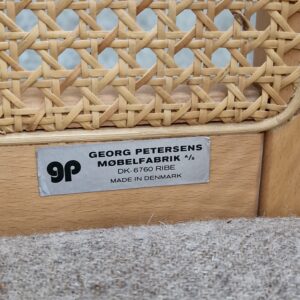 gp
GEORG PETERSENS
MØBELFABRIK A/S
DK-6760 RIBE
MADE IN DENMARK